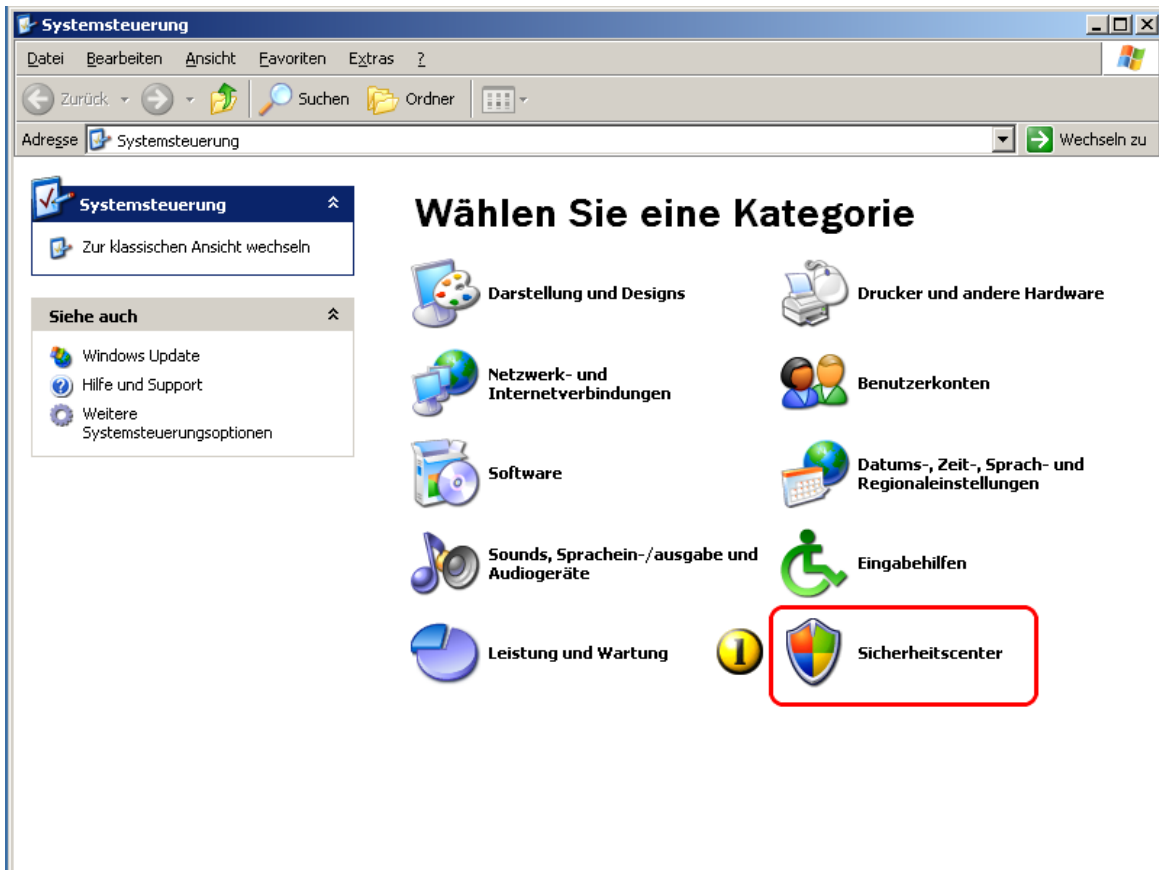 Systemsteuerung
Datei Bearbeiten Ansicht Favoriten Extras ?
Zurück Suchen Ordner
Adresse Systemsteuerung Wechseln zu
Systemsteuerung
Zur klassischen Ansicht wechseln
Siehe auch
Windows Update
Hilfe und Support
Weitere
Systemsteuerungsoptionen
Wählen Sie eine Kategorie
Darstellung und Designs
Drucker und andere Hardware
Netzwerk- und
Internetverbindungen
Benutzerkonten
Software
Datums-, Zeit-, Sprach- und
Regionaleinstellungen
Sounds, Sprachein-/ausgabe und
Audiogeräte
Eingabehilfen
Leistung und Wartung
1
Sicherheitscenter